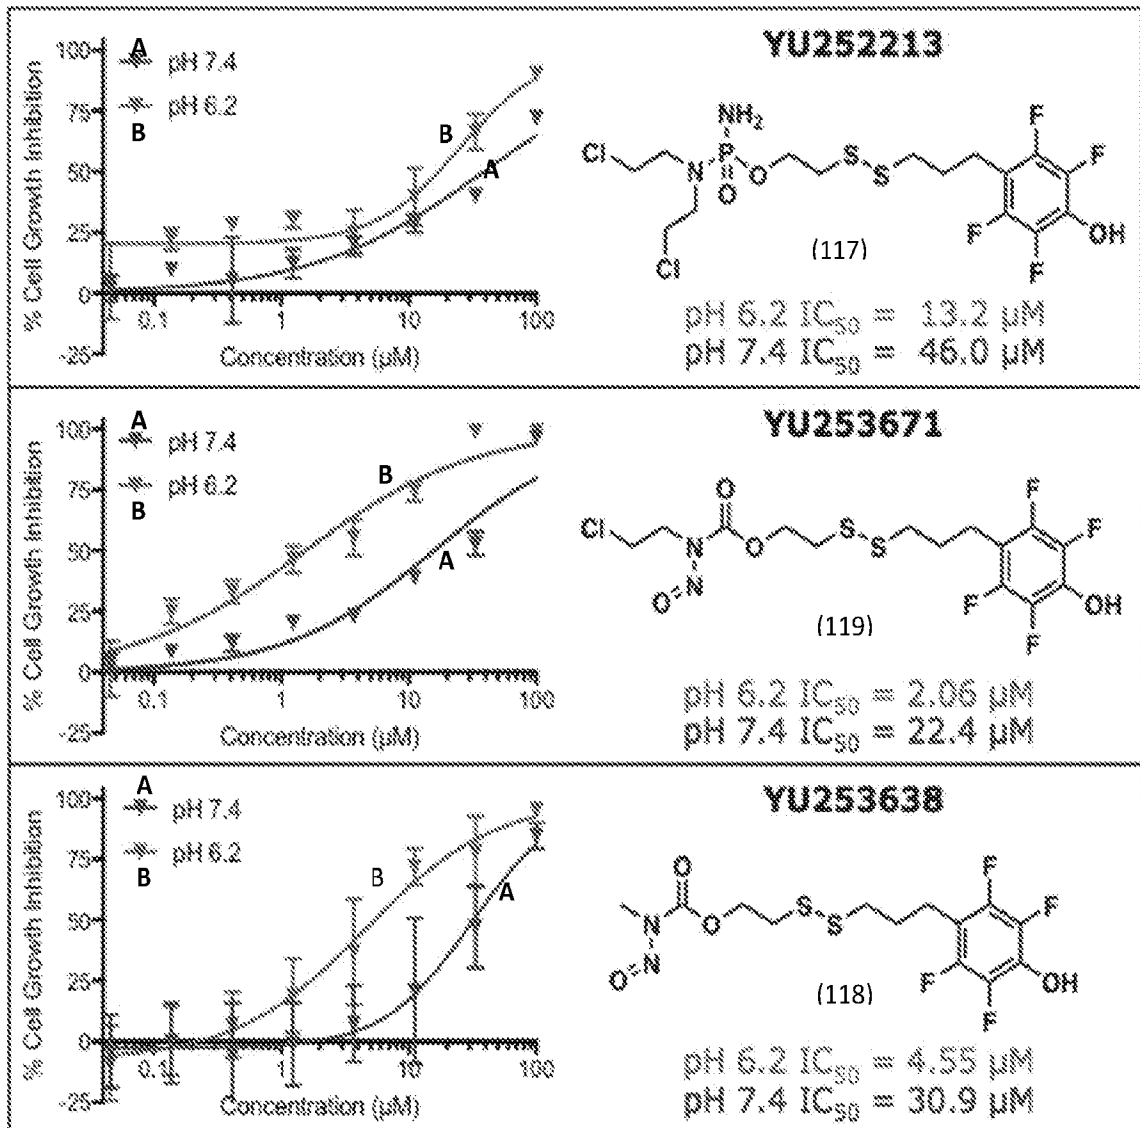 YU252213
100
75
50
25
0
-25
% Cell Growth Inhibition
A
pH 7.4
pH 6.2
B
B
A
0.1
1
10
100
Concentration (µM)
NH₂
Cl
N
P
O
O
S
S
F
F
F
F
OH
Cl
(117)
pH 6.2 IC₅₀ = 13.2 µM
pH 7.4 IC₅₀ = 46.0 µM
YU253671
100
75
50
25
0
-25
% Cell Growth Inhibition
A
pH 7.4
pH 6.2
B
B
A
0.1
1
10
100
Concentration (µM)
O
Cl
N
O
S
S
N
O
F
F
F
F
OH
(119)
pH 6.2 IC₅₀ = 2.06 µM
pH 7.4 IC₅₀ = 22.4 µM
YU253638
100
75
50
25
0
-25
% Cell Growth Inhibition
A
pH 7.4
pH 6.2
B
B
A
0.1
1
10
100
Concentration (µM)
O
N
O
S
S
N
O
F
F
F
F
OH
(118)
pH 6.2 IC₅₀ = 4.55 µM
pH 7.4 IC₅₀ = 30.9 µM